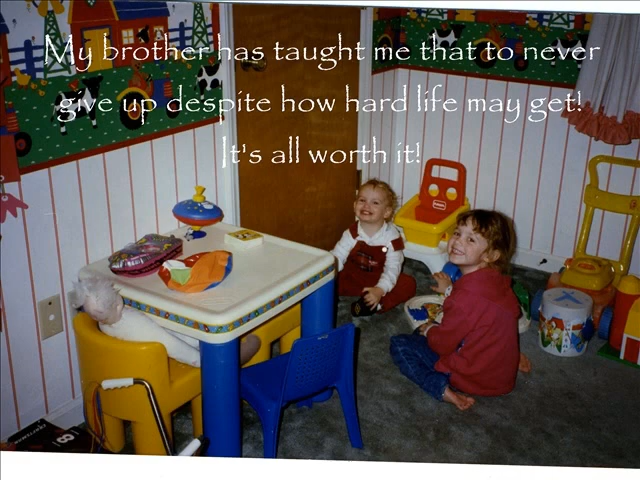 My brother has taught me that to never
give up despite how hard life may get!
It's all worth it!